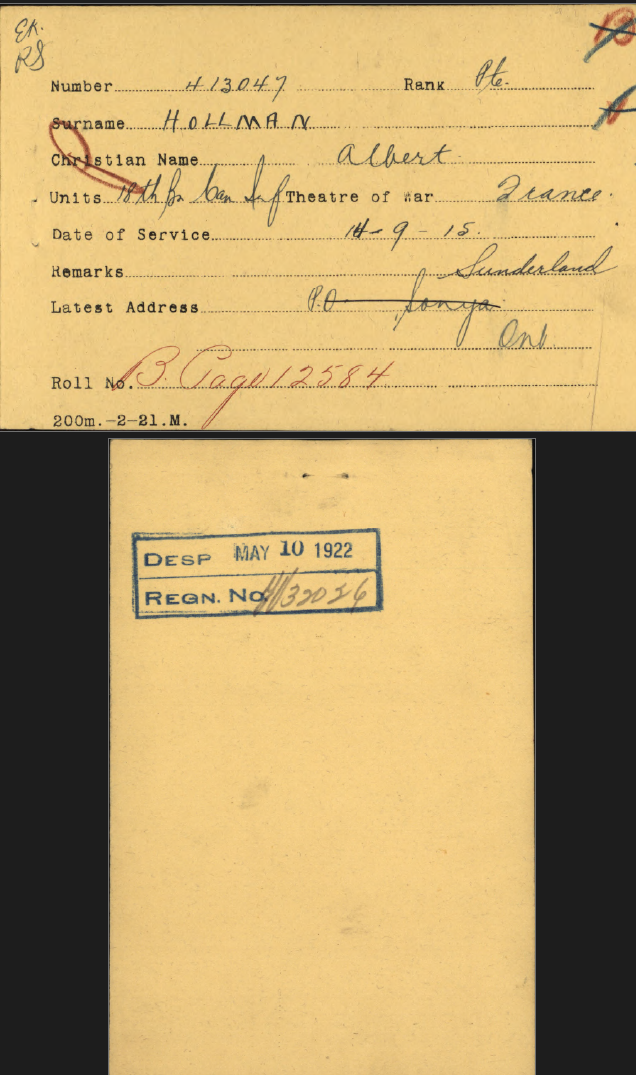 EK.
RS
Number 413047 Rank Pte.
Surname HOLLMAN
Christian Name Albert
Units 18th Bn Can Inf Theatre of War France.
Date of Service 14-9-15.
Remarks Sunderland
Latest Address P.O. Sonya
Ont
Roll No. B. Page 12584
200m.-2-21.M.
DESP MAY 10 1922
REGN. No. 32026